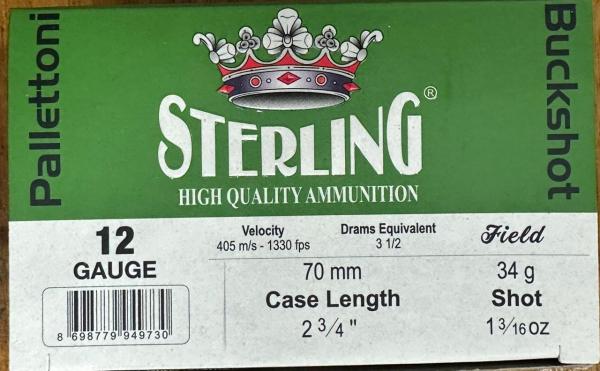 Pallettoni
Buckshot
STERLING®
HIGH QUALITY AMMUNITION
12
GAUGE
8 698779 949730
Velocity
405 m/s - 1330 fps
Drams Equivalent
3 1/2
Field
70 mm
Case Length
2 3/4 "
34 g
Shot
1 3/16 OZ